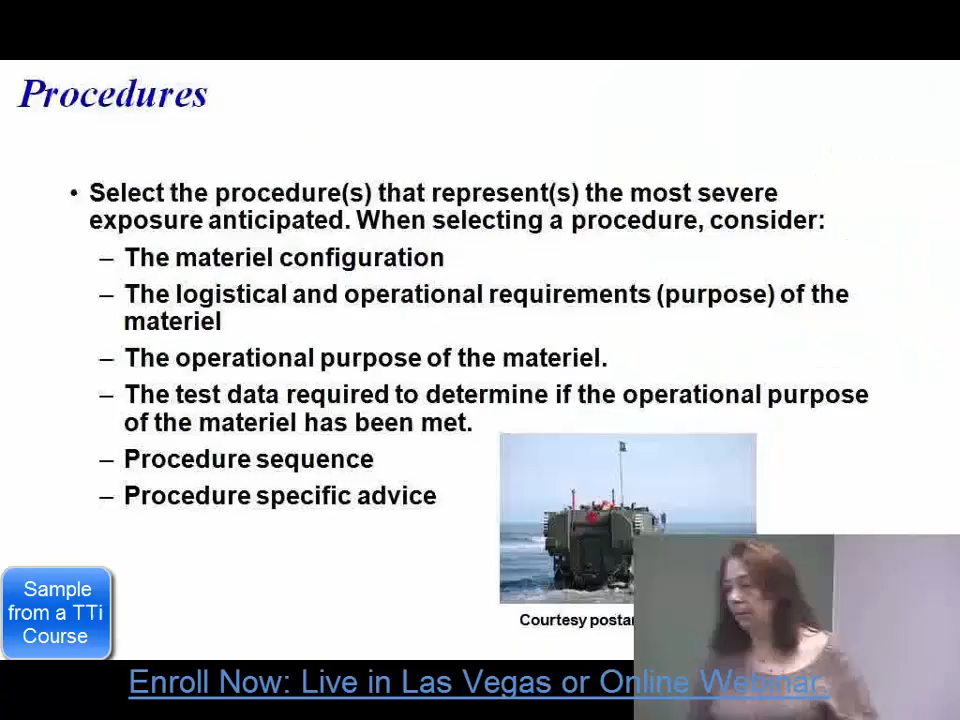 Procedures
• Select the procedure(s) that represent(s) the most severe
exposure anticipated. When selecting a procedure, consider:
– The materiel configuration
– The logistical and operational requirements (purpose) of the
materiel
– The operational purpose of the materiel.
– The test data required to determine if the operational purpose
of the materiel has been met.
– Procedure sequence
– Procedure specific advice
Courtesy
Sample
from a TTi
Course
Enroll Now: Live in Las Vegas or Online Webinar.